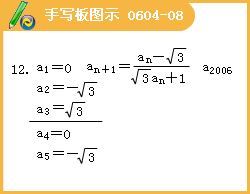 手写板图示 0604-08
12. a₁=0 aₙ₊₁=(aₙ-√3)/(√3aₙ+1) a₂₀₀₆
a₂=-√3
a₃=√3
a₄=0
a₅=-√3